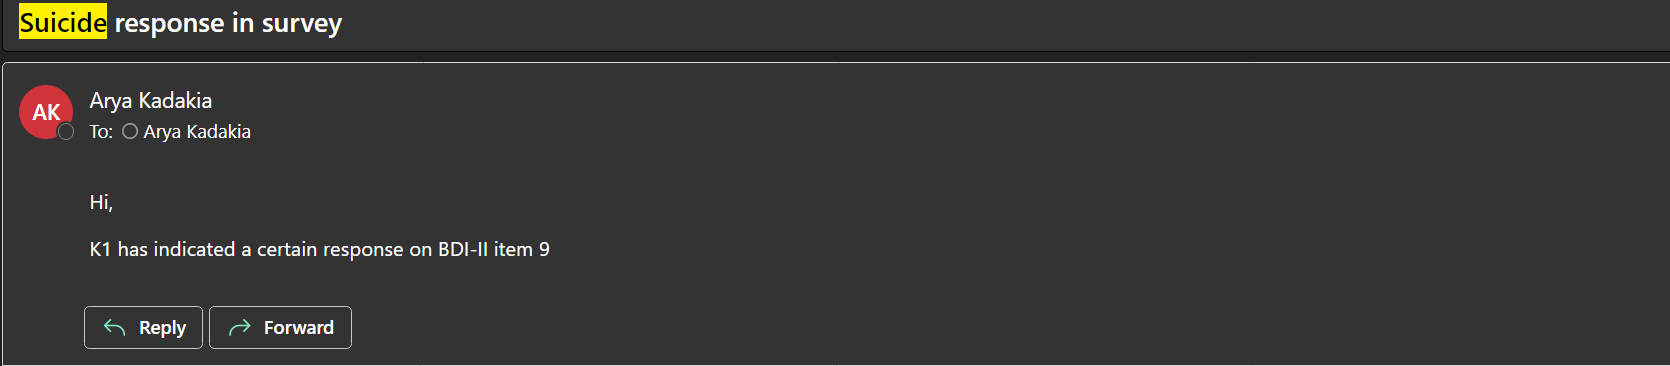 Suicide response in survey
AK
Arya Kadakia
To: Arya Kadakia
Hi,
K1 has indicated a certain response on BDI-II item 9
Reply Forward